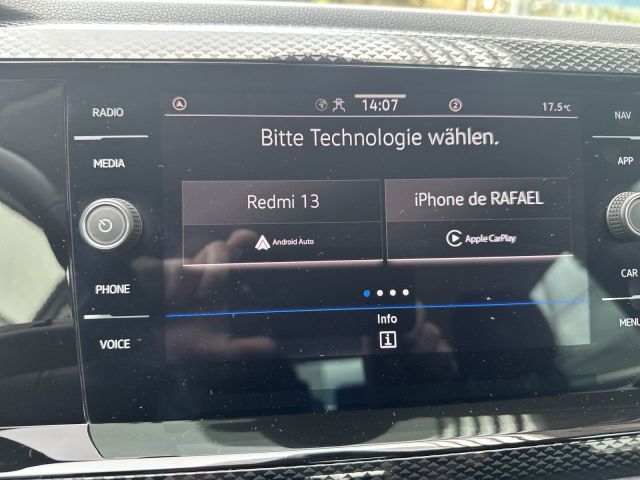 RADIO
MEDIA
PHONE
VOICE
14:07
2
17.5°C
Bitte Technologie wählen.
Redmi 13
Android Auto
iPhone de RAFAEL
Apple CarPlay
Info
i
NAV
APP
CAR
MENU